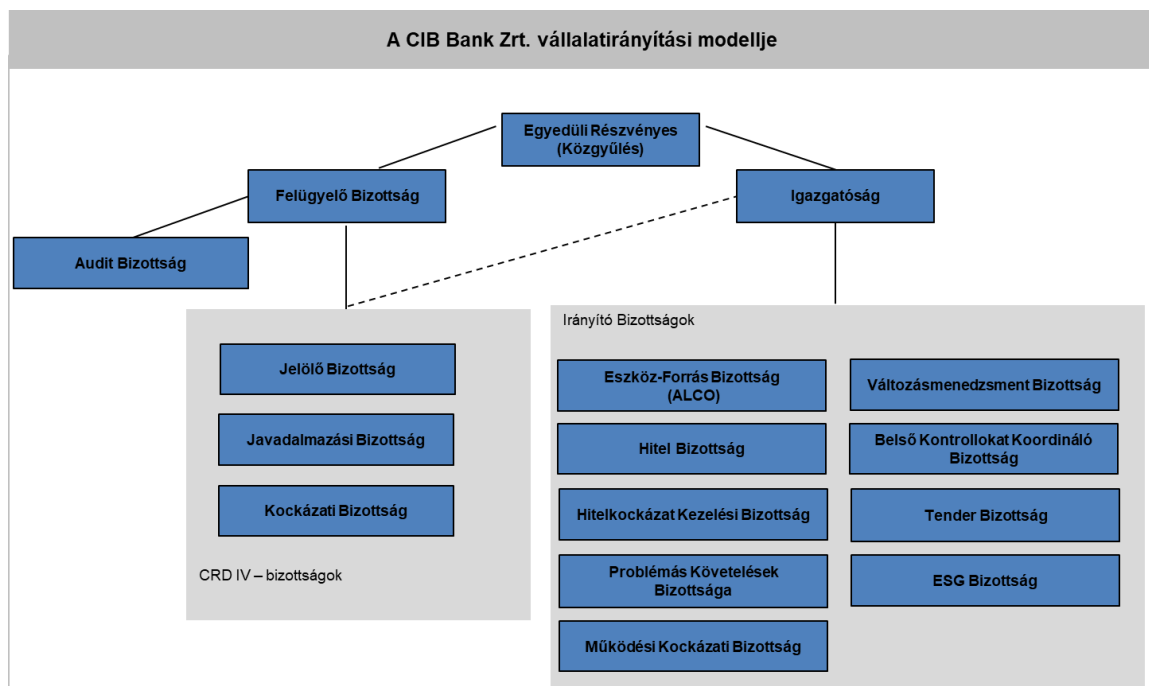 A CIB Bank Zrt. vállalatirányítási modellje
Egyedüli Részvényes
(Közgyűlés)
Felügyelő Bizottság
Igazgatóság
Audit Bizottság
Jelölő Bizottság
Javadalmazási Bizottság
Kockázati Bizottság
CRD IV – bizottságok
Irányító Bizottságok
Eszköz-Forrás Bizottság
(ALCO)
Hitel Bizottság
Hitelkockázat Kezelési Bizottság
Problémás Követelések
Bizottsága
Működési Kockázati Bizottság
Változásmenedzsment Bizottság
Belső Kontrollokat Koordináló
Bizottság
Tender Bizottság
ESG Bizottság